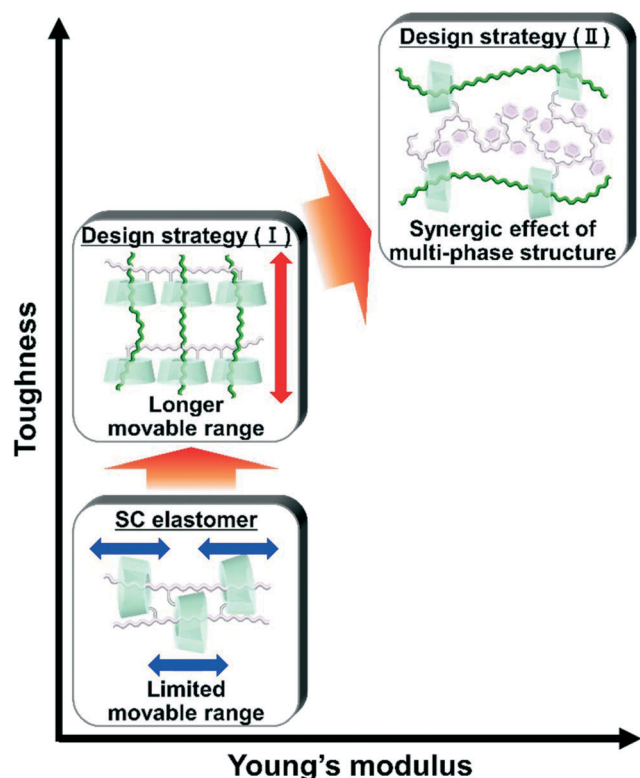 Design strategy (Ⅱ)
Synergic effect of
multi-phase structure
Design strategy (Ⅰ)
Longer
movable range
SC elastomer
Limited
movable range
Toughness
Young's modulus